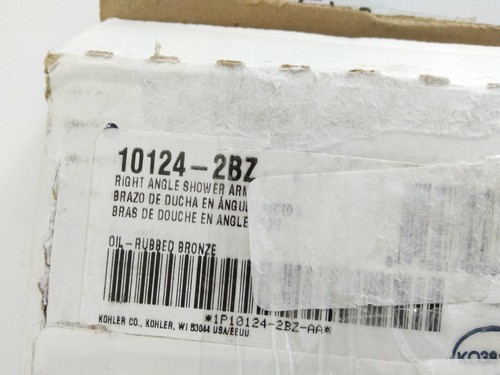 10124-2BZ
RIGHT ANGLE SHOWER ARM
BRAZO DE DUCHA EN ÁNGU
BRAS DE DOUCHE EN ANGLE
OIL-RUBBED BRONZE
*1P10124-2BZ-AA*
KOHLER CO., KOHLER, WI 53044 USA/EEUU